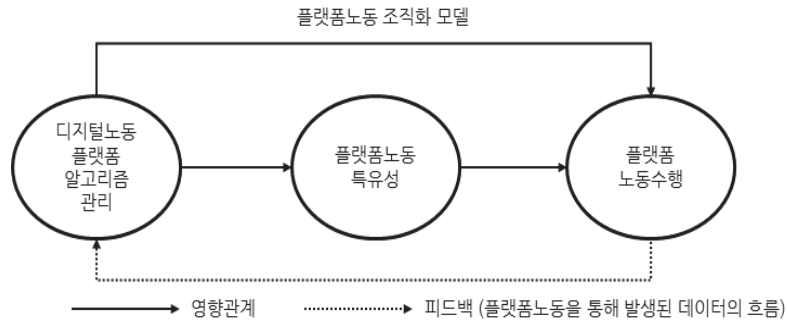 플랫폼노동 조직화 모델
디지털노동
플랫폼
알고리즘
관리
플랫폼노동
특유성
플랫폼
노동수행
영향관계
피드백 (플랫폼노동을 통해 발생된 데이터의 흐름)